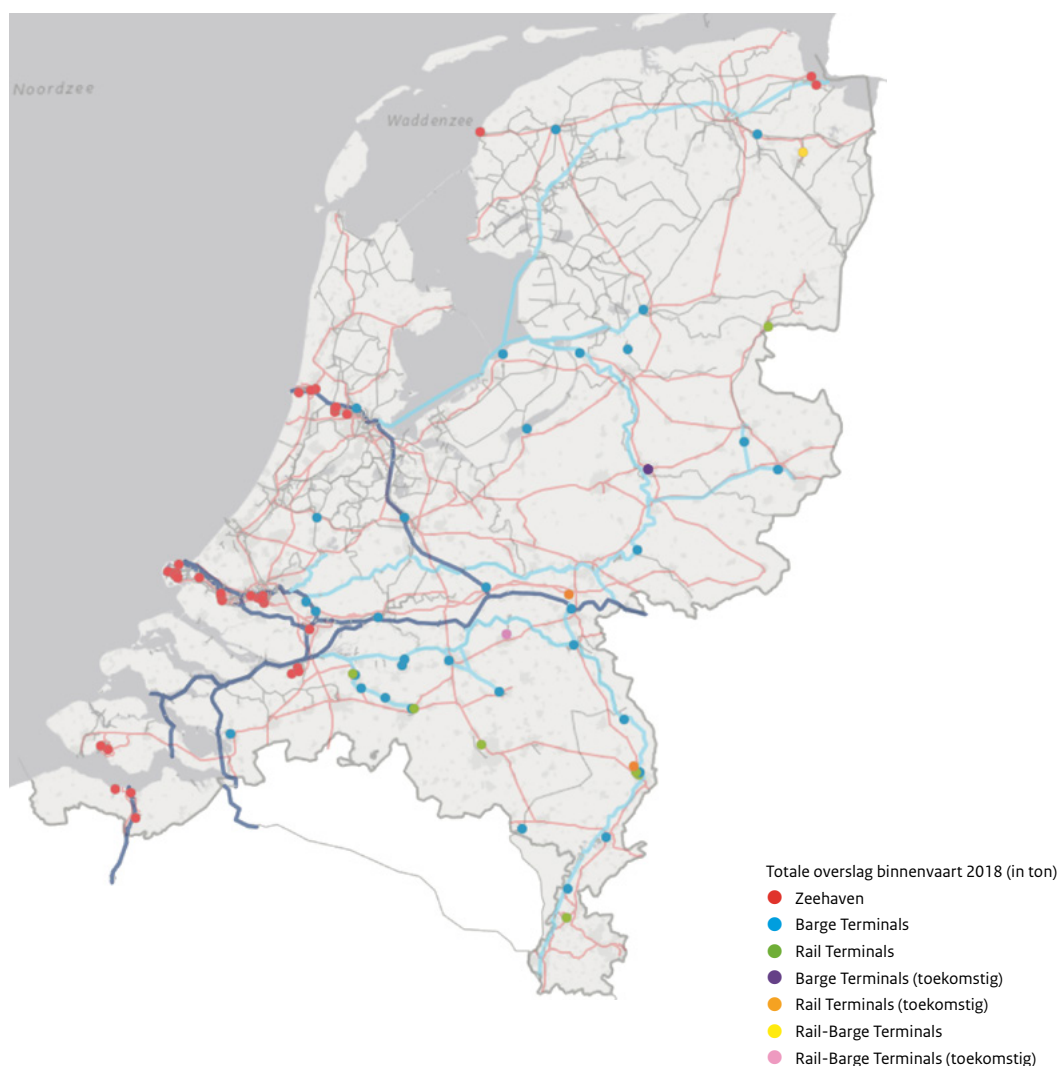 Noordzee
Waddenzee
Totale overslag binnenvaart 2018 (in ton)
Zeehaven
Barge Terminals
Rail Terminals
Barge Terminals (toekomstig)
Rail Terminals (toekomstig)
Rail-Barge Terminals
Rail-Barge Terminals (toekomstig)